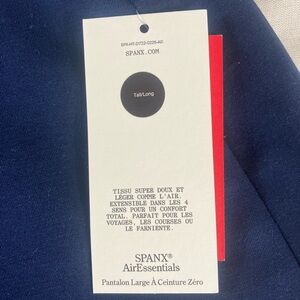 SPANX.COM
Tall/Long
TISSU SUPER DOUX ET
LÉGER COMME L'AIR.
EXTENSIBLE DANS LES 4
SENS POUR UN CONFORT
TOTAL. PARFAIT POUR LES
VOYAGES, LES COURSES OU
LE FARNIENTE.
SPANX®
AirEssentials
Pantalon Large À Ceinture Zéro